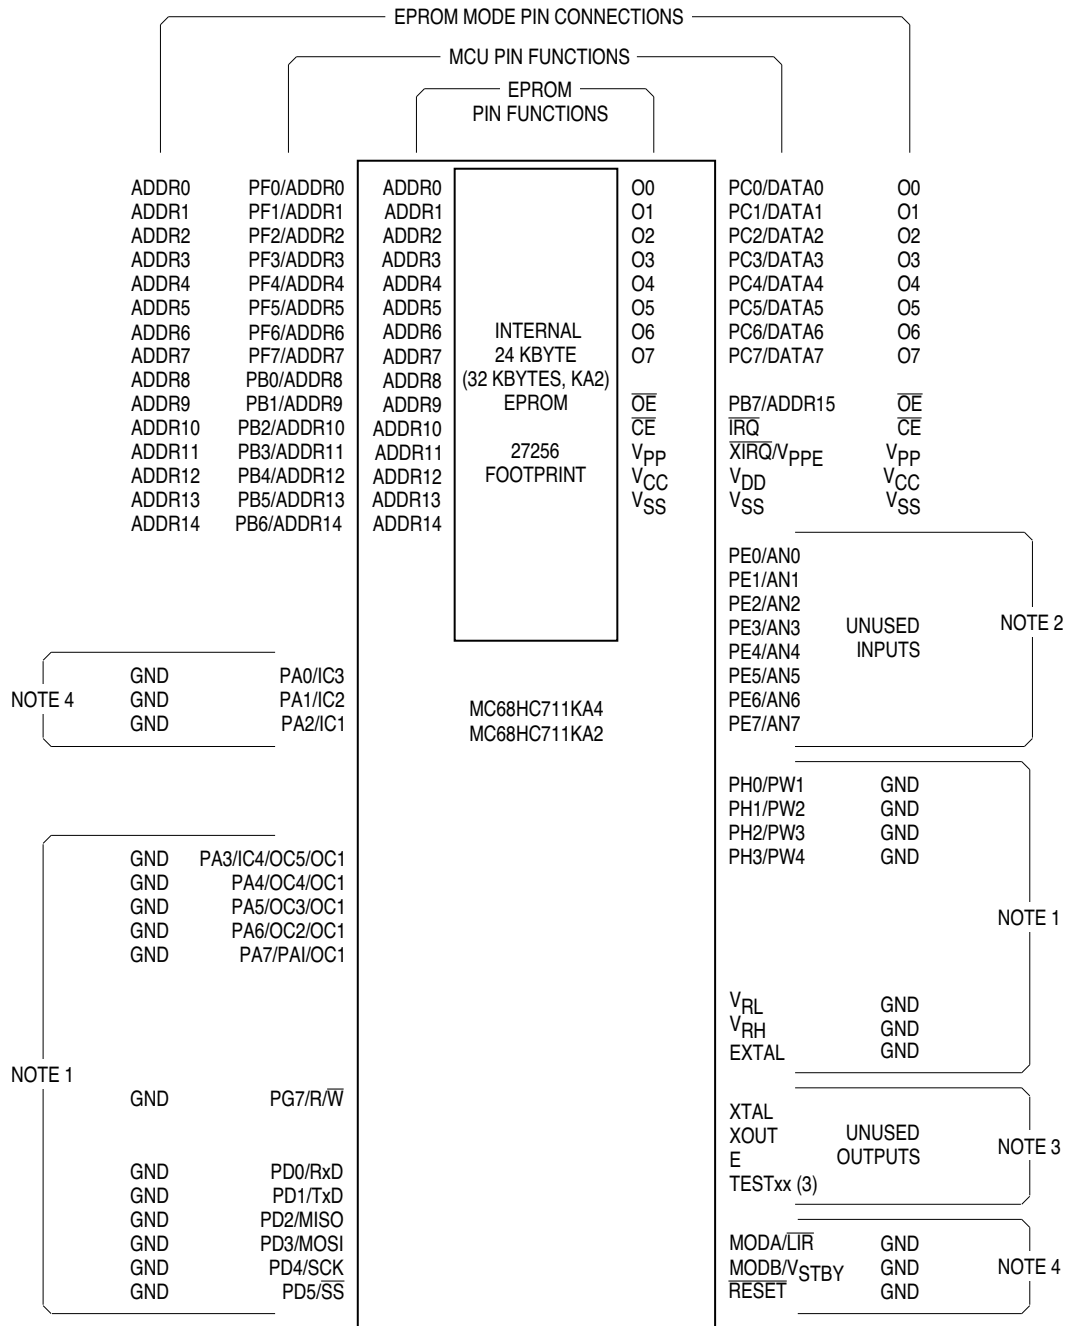 EPROM MODE PIN CONNECTIONS
MCU PIN FUNCTIONS
EPROM
PIN FUNCTIONS
ADDR0 PF0/ADDR0 ADDR0 O0 PC0/DATA0 O0
ADDR1 PF1/ADDR1 ADDR1 O1 PC1/DATA1 O1
ADDR2 PF2/ADDR2 ADDR2 O2 PC2/DATA2 O2
ADDR3 PF3/ADDR3 ADDR3 O3 PC3/DATA3 O3
ADDR4 PF4/ADDR4 ADDR4 O4 PC4/DATA4 O4
ADDR5 PF5/ADDR5 ADDR5 O5 PC5/DATA5 O5
ADDR6 PF6/ADDR6 ADDR6 INTERNAL O6 PC6/DATA6 O6
ADDR7 PF7/ADDR7 ADDR7 24 KBYTE O7 PC7/DATA7 O7
ADDR8 PB0/ADDR8 ADDR8 (32 KBYTES, KA2)
ADDR9 PB1/ADDR9 ADDR9 EPROM O̅E̅ PB7/ADDR15 O̅E̅
ADDR10 PB2/ADDR10 ADDR10 C̅E̅ I̅R̅Q̅ C̅E̅
ADDR11 PB3/ADDR11 ADDR11 27256 VPP X̅I̅R̅Q̅/VPPE VPP
ADDR12 PB4/ADDR12 ADDR12 FOOTPRINT VCC VDD VCC
ADDR13 PB5/ADDR13 ADDR13 VSS VSS VSS
ADDR14 PB6/ADDR14 ADDR14
PE0/AN0
PE1/AN1
PE2/AN2
PE3/AN3 UNUSED NOTE 2
PE4/AN4 INPUTS
PE5/AN5
PE6/AN6
PE7/AN7
GND PA0/IC3
NOTE 4 GND PA1/IC2
GND PA2/IC1
MC68HC711KA4
MC68HC711KA2
PH0/PW1 GND
PH1/PW2 GND
PH2/PW3 GND
PH3/PW4 GND
GND PA3/IC4/OC5/OC1
GND PA4/OC4/OC1
GND PA5/OC3/OC1
GND PA6/OC2/OC1
GND PA7/PAI/OC1
NOTE 1
VRL GND
VRH GND
EXTAL GND
NOTE 1
GND PG7/R/W̅
GND PD0/RxD
GND PD1/TxD
GND PD2/MISO
GND PD3/MOSI
GND PD4/SCK
GND PD5/S̅S̅
XTAL
XOUT UNUSED
E OUTPUTS NOTE 3
TESTxx (3)
MODA/L̅I̅R̅ GND
MODB/VSTBY GND NOTE 4
R̅E̅S̅E̅T̅ GND